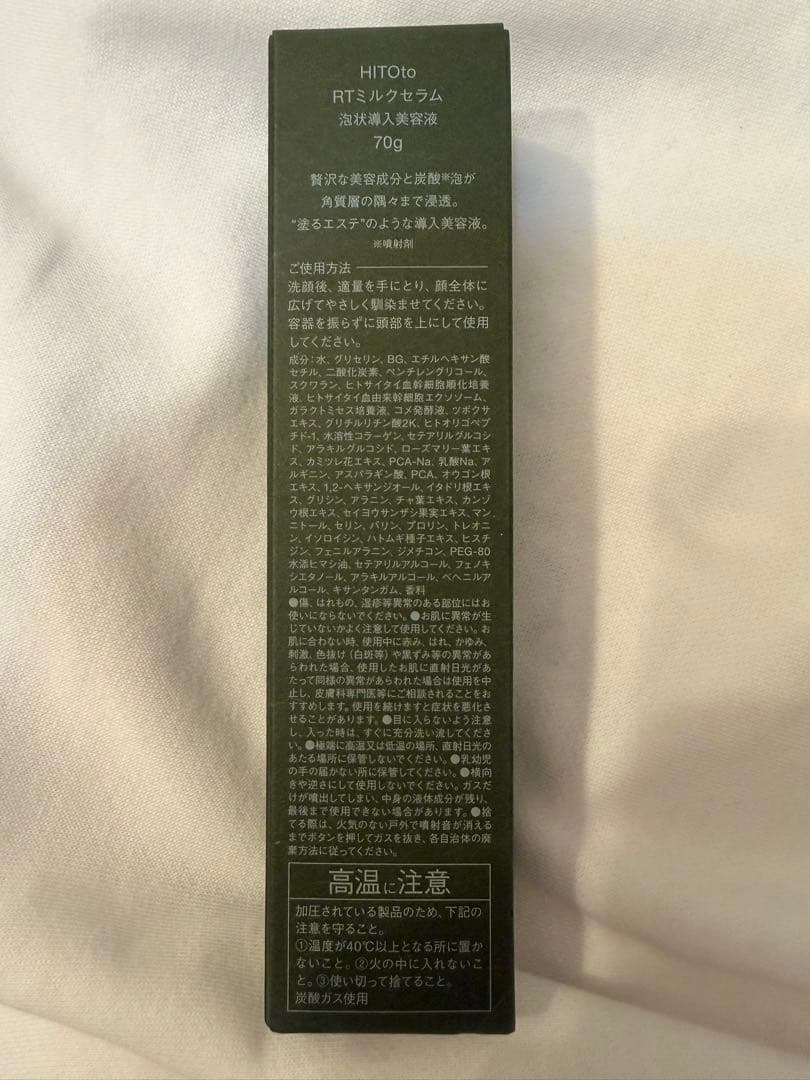 HITOto
RTミルクセラム
泡状導入美容液
70g
贅沢な美容成分と炭酸※泡が
角質層の隅々まで浸透。
“塗るエステ”のような導入美容液。
※噴射剤
ご使用方法
洗顔後、適量を手にとり、顔全体に
広げてやさしく馴染ませてください。
容器を振らずに頭部を上にして使用
してください。
成分：水、グリセリン、BG、エチルヘキサン酸
セチル、二酸化炭素、ペンチレングリコール、
スクワラン、ヒトサイタイ血幹細胞順化培養
液、ヒトサイタイ血由来幹細胞エクソソーム、
ガラクトミセス培養液、コメ発酵液、ツボクサ
エキス、グリチルリチン酸2K、ヒトオリゴペプ
チド-1、水溶性コラーゲン、セテアリルグルコシ
ド、アラキルグルコシド、ローズマリー葉エキ
ス、カミツレ花エキス、PCA-Na、乳酸Na、ア
ルギニン、アスパラギン酸、PCA、オウゴン根
エキス、1,2-ヘキサンジオール、イタドリ根エキ
ス、グリシン、アラニン、チャ葉エキス、カンゾ
ウ根エキス、セイヨウサンザシ果実エキス、マン
ニトール、セリン、バリン、プロリン、トレオニ
ン、イソロイシン、ハトムギ種子エキス、ヒスチ
ジン、フェニルアラニン、ジメチコン、PEG-80
水添ヒマシ油、セテアリルアルコール、フェノキ
シエタノール、アラキルアルコール、ベヘニルア
ルコール、キサンタンガム、香料
●傷、はれもの、湿疹等異常のある部位にはお
使いにならないでください。●お肌に異常が生
じていないかよく注意して使用してください。お
肌に合わない時、使用中に赤み、はれ、かゆみ、
刺激、色抜け（白斑等）や黒ずみ等の異常があ
らわれた場合、使用したお肌に直射日光があ
たって同様の異常があらわれた場合は使用を中
止し、皮膚科専門医等にご相談されることをお
すすめします。使用を続けますと症状を悪化さ
せることがあります。●目に入らないよう注意
し、入った時は、すぐに充分洗い流してくださ
い。●極端に高温又は低温の場所、直射日光の
あたる場所に保管しないでください。●乳幼児
の手の届かない所に保管してください。●横向
きや逆さにして使用しないでください。ガスだ
けが噴出してしまい、中身の液体成分が残り、
最後まで使用できない場合があります。●捨
てる際は、火気のない戸外で噴射音が消える
までボタンを押してガスを抜き、各自治体の廃
棄方法に従ってください。
高温に注意
加圧されている製品のため、下記の
注意を守ること。
①温度が40℃以上となる所に置か
ないこと。②火の中に入れないこ
と。③使い切って捨てること。
炭酸ガス使用